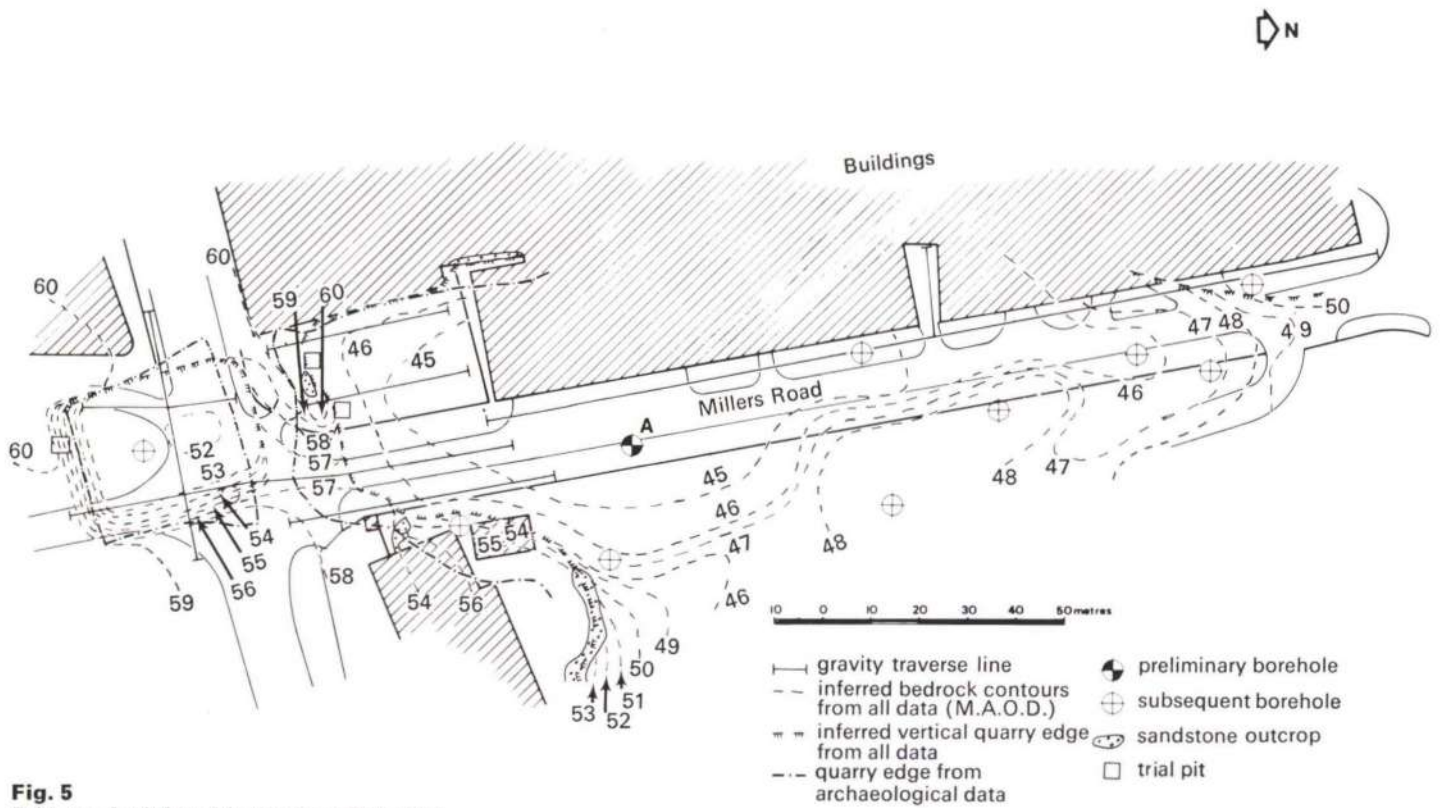 N
Buildings
60
60
60
59
60
46
45
47
48
49
50
46
Millers Road
A
60
52
53
58
57
57
45
46
47
48
48
47
54
55
56
55
54
58
59
54
56
46
49
50
51
53
52
10 0 10 20 30 40 50 metres
gravity traverse line
inferred bedrock contours
from all data (M.A.O.D.)
inferred vertical quarry edge
from all data
quarry edge from
archaeological data
preliminary borehole
subsequent borehole
sandstone outcrop
trial pit
Fig. 5